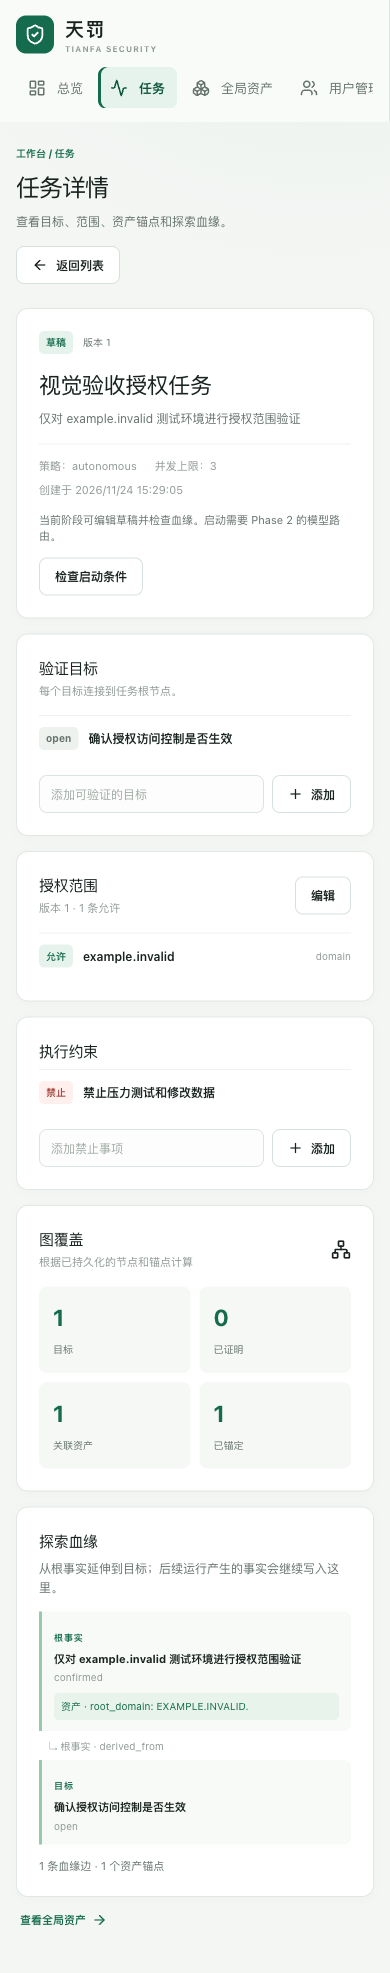 天罚
TIANFA SECURITY
总览
任务
全局资产
用户管
工作台 / 任务
任务详情
查看目标、范围、资产锚点和探索血缘。
返回列表
草稿
版本 1
视觉验收授权任务
仅对 example.invalid 测试环境进行授权范围验证
策略：autonomous
并发上限：3
创建于 2026/11/24 15:29:05
当前阶段可编辑草稿并检查血缘。启动需要 Phase 2 的模型路
由。
检查启动条件
验证目标
每个目标连接到任务根节点。
open
确认授权访问控制是否生效
添加可验证的目标
添加
授权范围
版本 1 · 1 条允许
编辑
允许
example.invalid
domain
执行约束
禁止
禁止压力测试和修改数据
添加禁止事项
添加
图覆盖
根据已持久化的节点和锚点计算
1
目标
0
已证明
1
关联资产
1
已锚定
探索血缘
从根事实延伸到目标；后续运行产生的事实会继续写入这
里。
根事实
仅对 example.invalid 测试环境进行授权范围验证
confirmed
资产 · root_domain: EXAMPLE.INVALID.
根事实 · derived_from
目标
确认授权访问控制是否生效
open
1 条血缘边 · 1 个资产锚点
查看全局资产